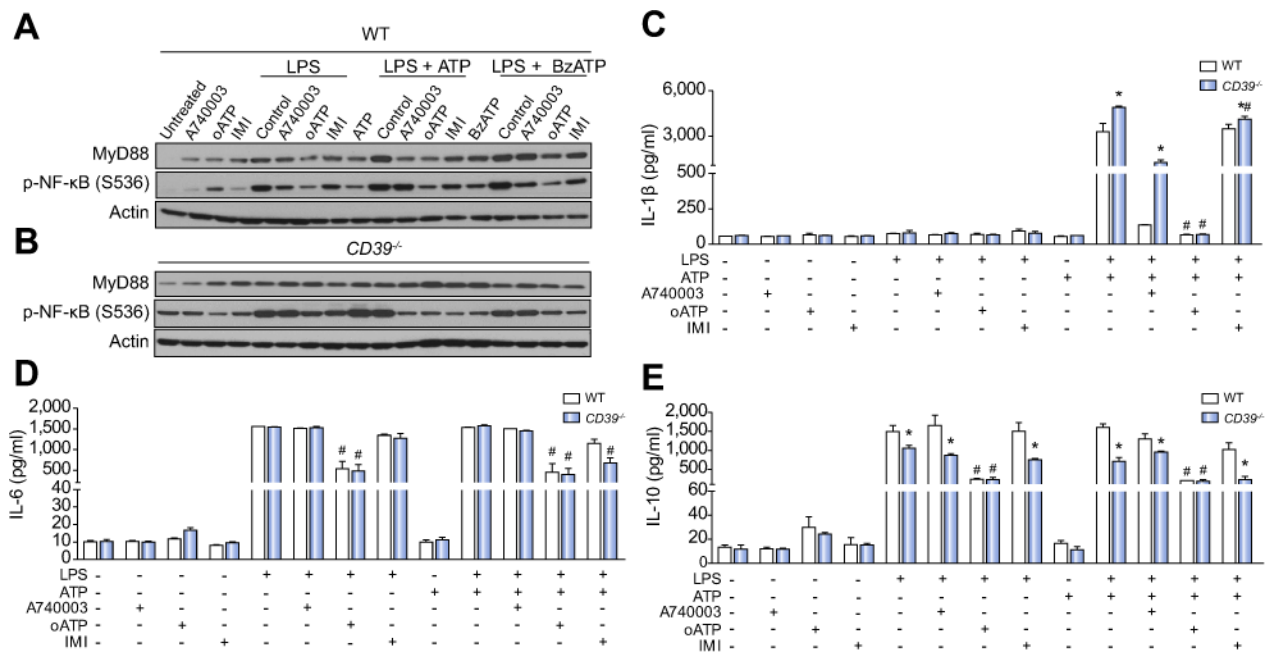 A
WT
LPS
LPS + ATP
LPS + BzATP
Untreated A740003 oATP IMI Control A740003 oATP IMI ATP Control A740003 oATP IMI BzATP Control A740003 oATP IMI
MyD88
p-NF-κB (S536)
Actin
B
CD39-/-
MyD88
p-NF-κB (S536)
Actin
C
WT
CD39-/-
IL-1β (pg/ml)
6,000
3,000
500
250
0
* * # # *#
LPS - - - - + + + + - + + + +
ATP - - - - - - - - + + + + +
A740003 - + - - - + - - - - + - -
oATP - - + - - - + - - - - + -
IMI - - - + - - - + - - - - +
D
WT
CD39-/-
IL-6 (pg/ml)
2,000
1,500
1,000
500
40
30
20
10
0
# # # # #
LPS - - - - + + + + - + + + +
ATP - - - - - - - - + + + + +
A740003 - + - - - + - - - - + - -
oATP - - + - - - + - - - - + -
IMI - - - + - - - + - - - - +
E
WT
CD39-/-
IL-10 (pg/ml)
2,000
1,500
1,000
500
60
40
20
0
* * # # * * * # # *
LPS - - - - + + + + - + + + +
ATP - - - - - - - - + + + + +
A740003 - + - - - + - - - - + - -
oATP - - + - - - + - - - - + -
IMI - - - + - - - + - - - - +